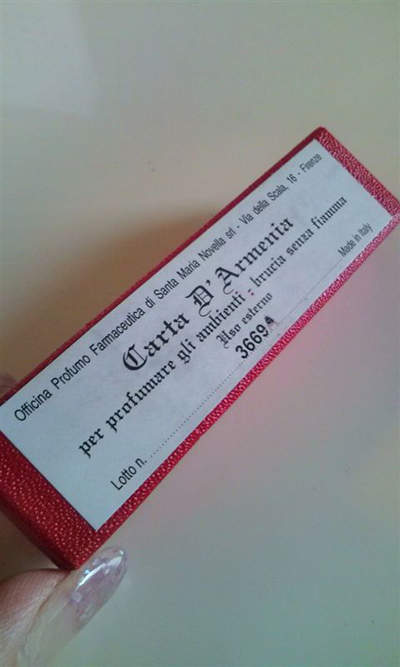 Officina Profumo Farmaceutica di Santa Maria Novella srl - Via della Scala, 16 - Firenze
Carta D'Armenia
per profumare gli ambienti - brucia senza fiamma
Uso esterno
Lotto n. 3669A Made in Italy